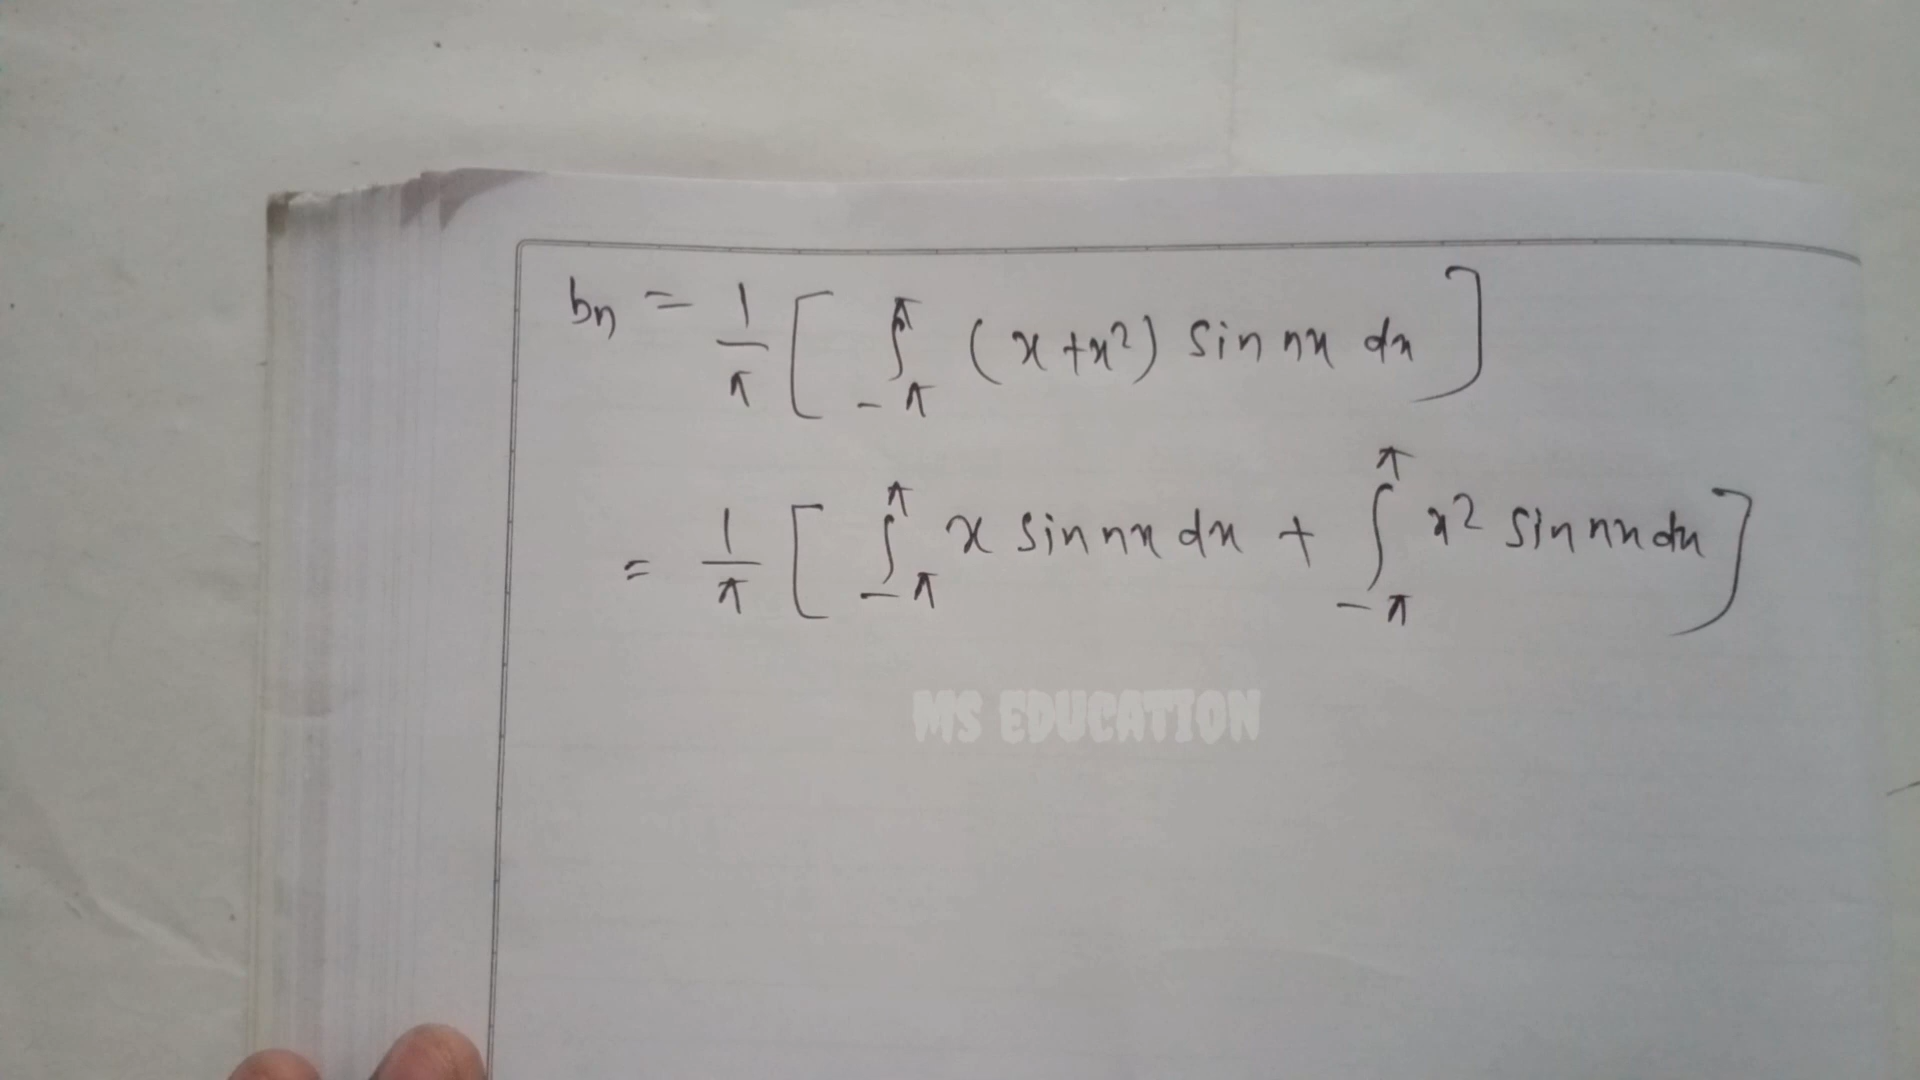 bn = 1/π [ ∫_{-π}^{π} (x+x²) sin nx dx ]
= 1/π [ ∫_{-π}^{π} x sin nx dx + ∫_{-π}^{π} x² sin nx dx ]
MS EDUCATION